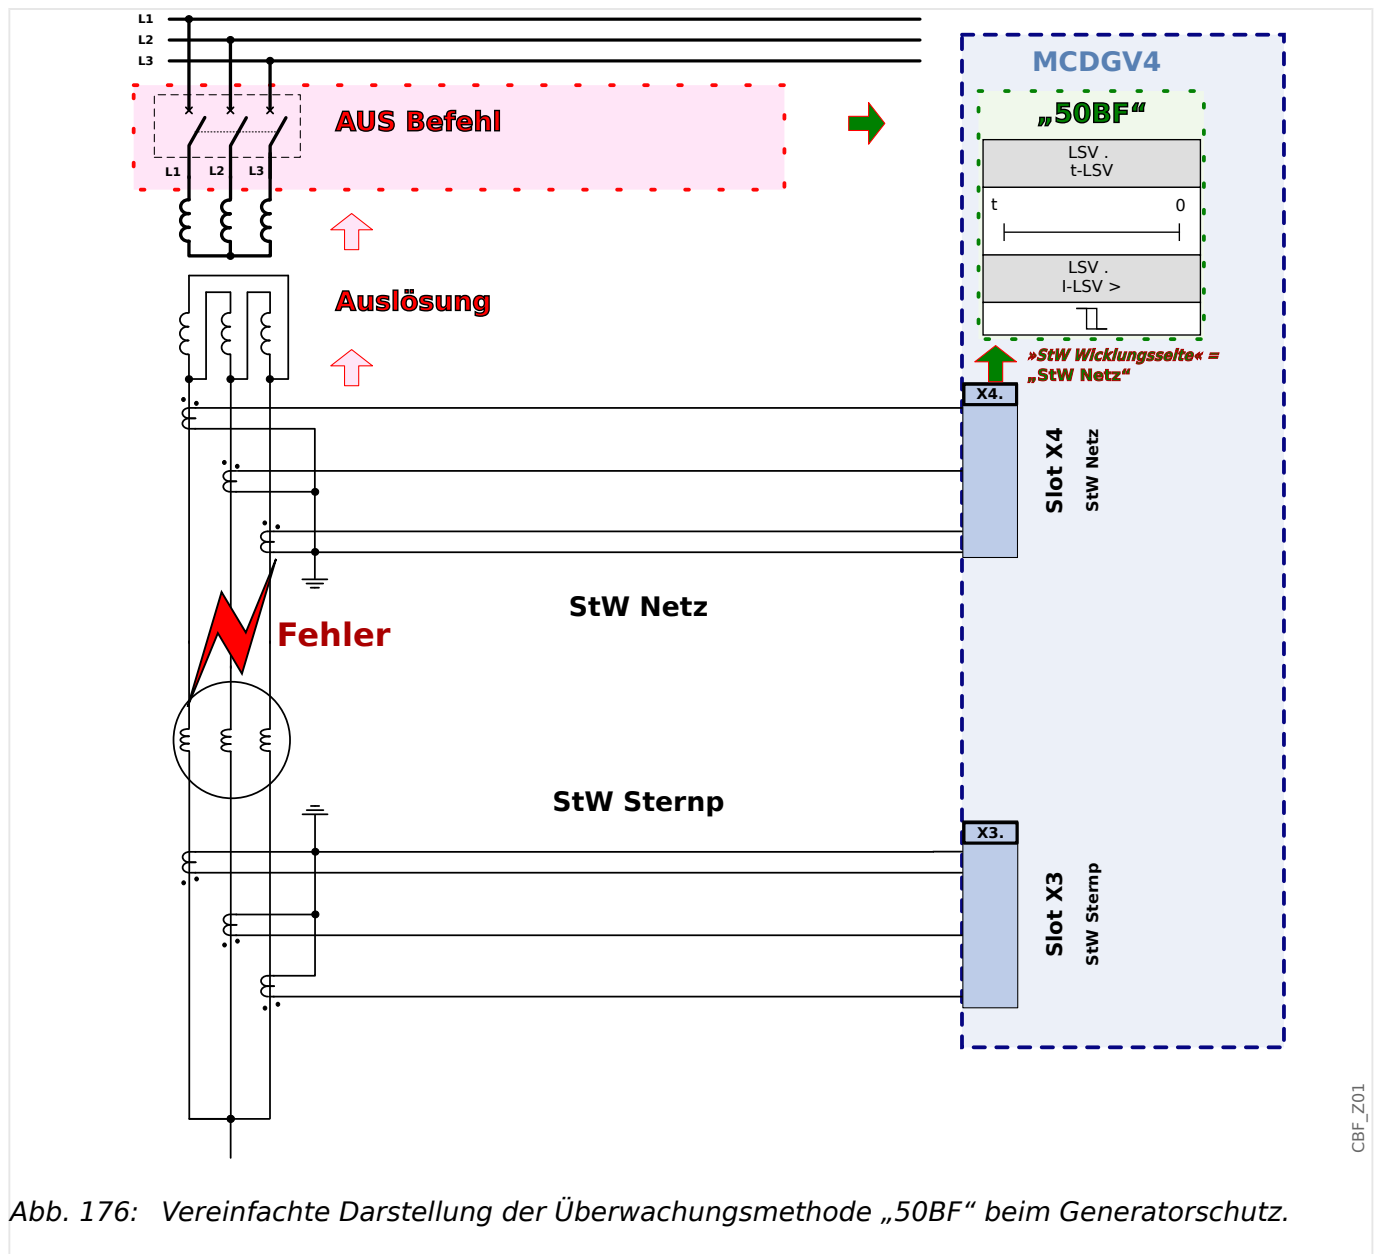 L1
L2
L3
AUS Befehl
L1 L2 L3
Auslösung
MCDGV4
„50BF“
LSV .
t-LSV
t 0
LSV .
I-LSV >
»StW Wicklungsseite« =
„StW Netz“
X4.
Slot X4
StW Netz
StW Netz
Fehler
StW Sternp
X3.
Slot X3
StW Sternp
CBF_Z01
Abb. 176: Vereinfachte Darstellung der Überwachungsmethode „50BF“ beim Generatorschutz.